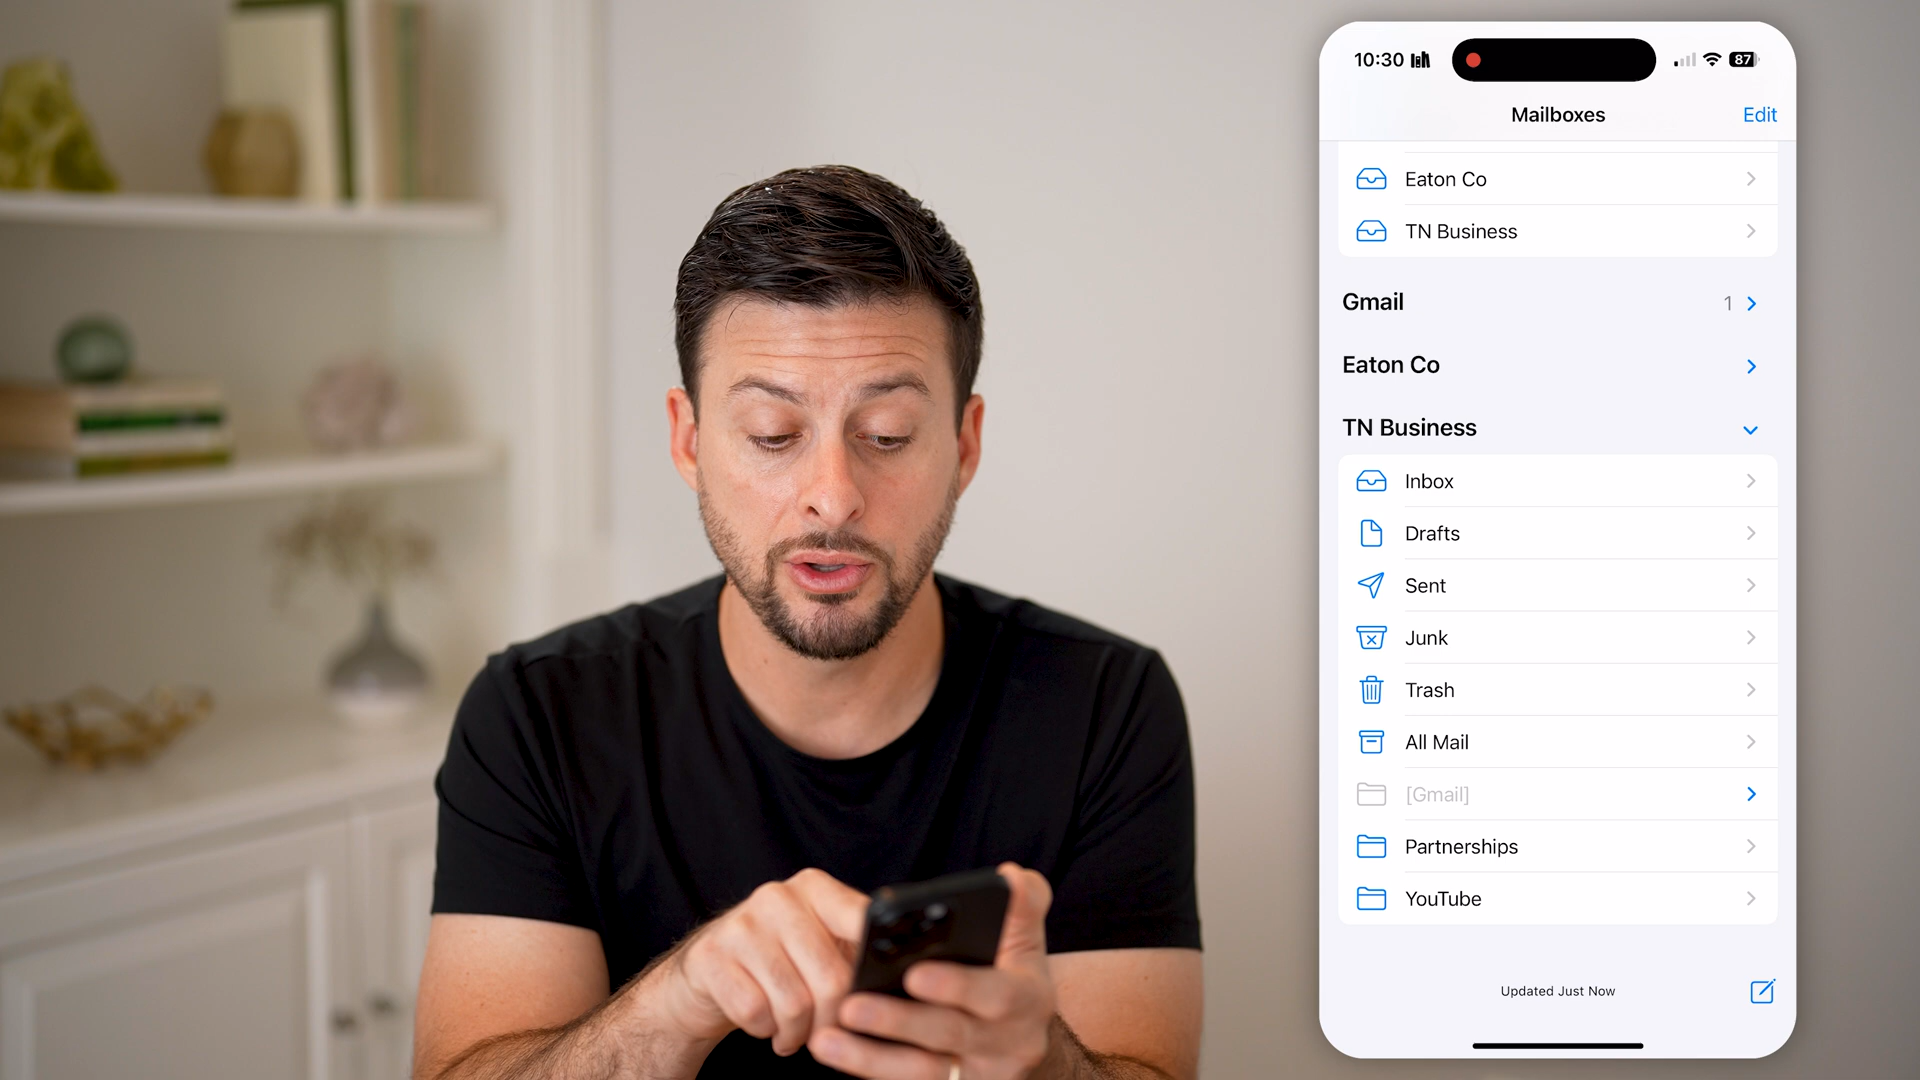 10:30
87
Mailboxes
Edit
Eaton Co
TN Business
Gmail
1
Eaton Co
TN Business
Inbox
Drafts
Sent
Junk
Trash
All Mail
[Gmail]
Partnerships
YouTube
Updated Just Now